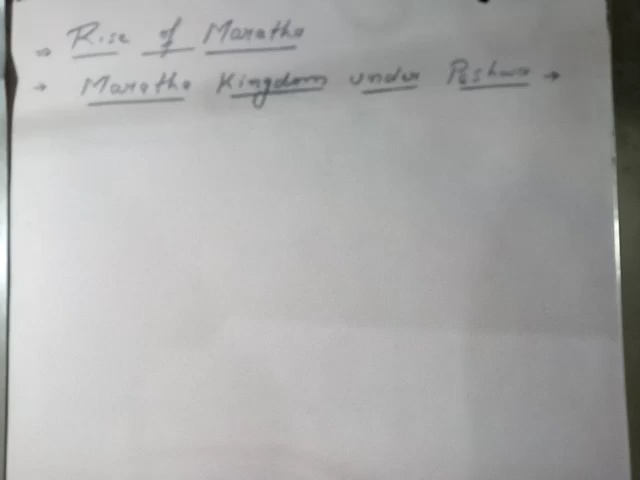 ⇒ Rise of Maratha
→ Maratha Kingdom under Peshwa →